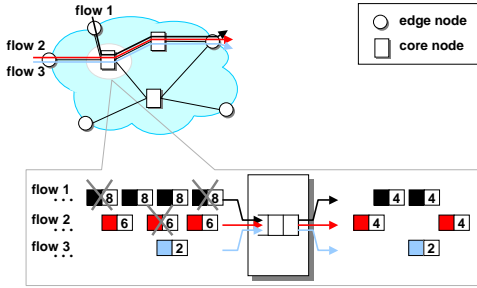 flow 1
edge node
flow 2
core node
flow 3
flow 1 8 8 8 8 4 4
...
flow 2 6 6 6 4 4
...
flow 3 2 2
...